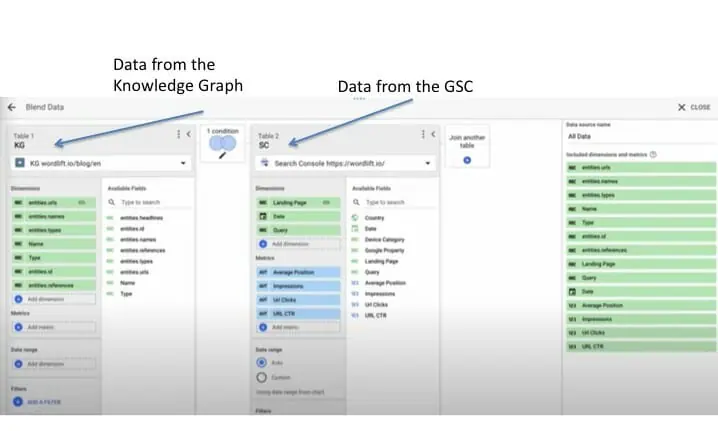 Data from the
Knowledge Graph
Data from the GSC
Blend Data
CLOSE
Table 1
KG
KG wordlift.io/blog/en
Dimensions
entities.urls
entities.names
entities.types
Name
Type
entities.id
entities.references
Add dimension
Metrics
Add metric
Date range
Add dimension
Filters
ADD A FILTER
Available Fields
Type to search
entities.headlines
entities.id
entities.names
entities.references
entities.types
entities.urls
Name
Type
1 condition
Table 2
SC
Search Console https://wordlift.io/
Dimensions
Landing Page
Date
Query
Add dimension
Metrics
Average Position
Impressions
Url Clicks
URL CTR
Add metric
Date range
Auto
Custom
Using date range from chart
Filters
Available Fields
Type to search
Country
Date
Device Category
Google Property
Landing Page
Query
Average Position
Impressions
Url Clicks
URL CTR
Join another
table
Data source name
All Data
Included dimensions and metrics
entities.urls
entities.names
entities.types
Name
Type
entities.id
entities.references
Landing Page
Query
Date
Average Position
Impressions
Url Clicks
URL CTR